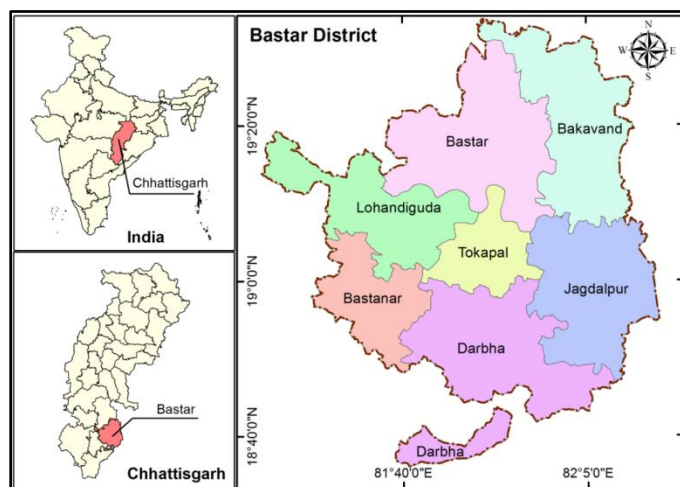 Chhattisgarh
India
Bastar
Chhattisgarh
Bastar District
N
W
E
S
19°20'0"N
19°0'0"N
18°40'0"N
Bakavand
Bastar
Lohandiguda
Tokapal
Jagdalpur
Bastanar
Darbha
Darbha
81°40'0"E
82°5'0"E